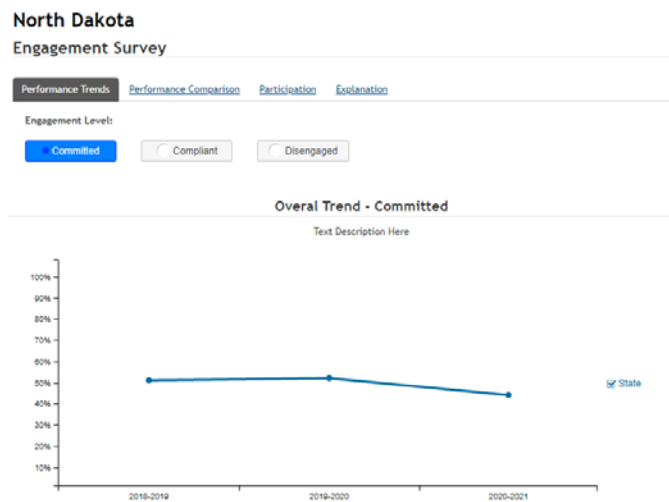 North Dakota
Engagement Survey
Performance Trends Performance Comparison Participation Explanation
Engagement Level:
Committed Compliant Disengaged
Overal Trend - Committed
Text Description Here
100%
90%
80%
70%
60%
50%
State
40%
30%
20%
10%
2018-2019 2019-2020 2020-2021